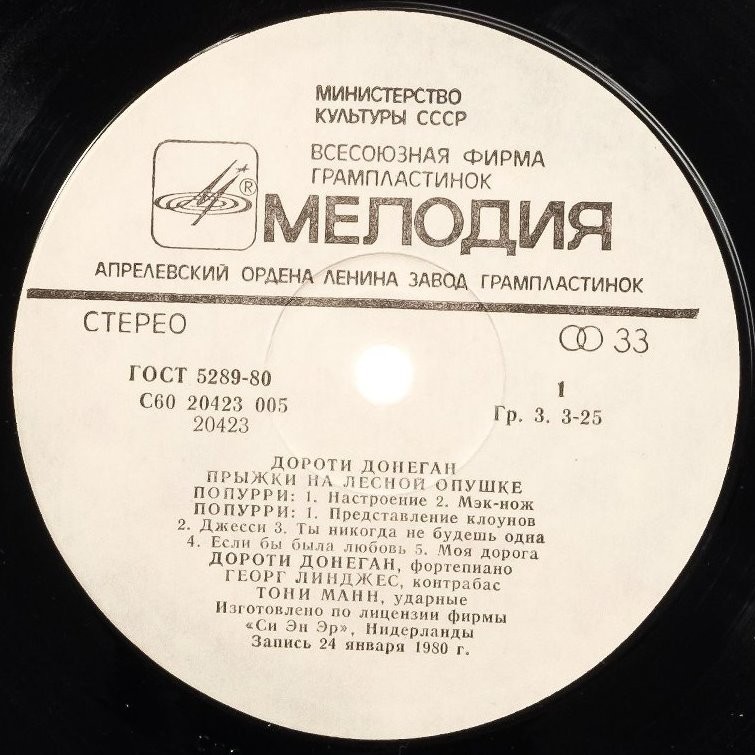 МИНИСТЕРСТВО
КУЛЬТУРЫ СССР
ВСЕСОЮЗНАЯ ФИРМА
ГРАМПЛАСТИНОК
®
МЕЛОДИЯ
АПРЕЛЕВСКИЙ ОРДЕНА ЛЕНИНА ЗАВОД ГРАМПЛАСТИНОК
СТЕРЕО
33
ГОСТ 5289-80
С60 20423 005
20423
1
Гр. 3. 3-25
ДОРОТИ ДОНЕГАН
ПРЫЖКИ НА ЛЕСНОЙ ОПУШКЕ
ПОПУРРИ: 1. Настроение 2. Мэк-нож
ПОПУРРИ: 1. Представление клоунов
2. Джесси 3. Ты никогда не будешь одна
4. Если бы была любовь 5. Моя дорога
ДОРОТИ ДОНЕГАН, фортепиано
ГЕОРГ ЛИНДЖЕС, контрабас
ТОНИ МАНН, ударные
Изготовлено по лицензии фирмы
«Си Эн Эр», Нидерланды
Запись 24 января 1980 г.